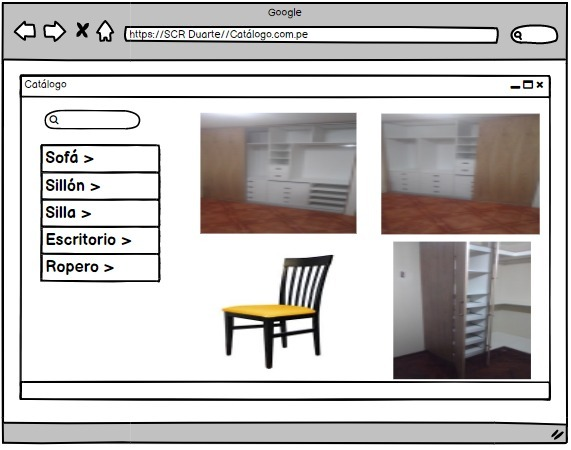 Google
https://SCR Duarte//Catálogo.com.pe
Catálogo
Sofá >
Sillón >
Silla >
Escritorio >
Ropero >